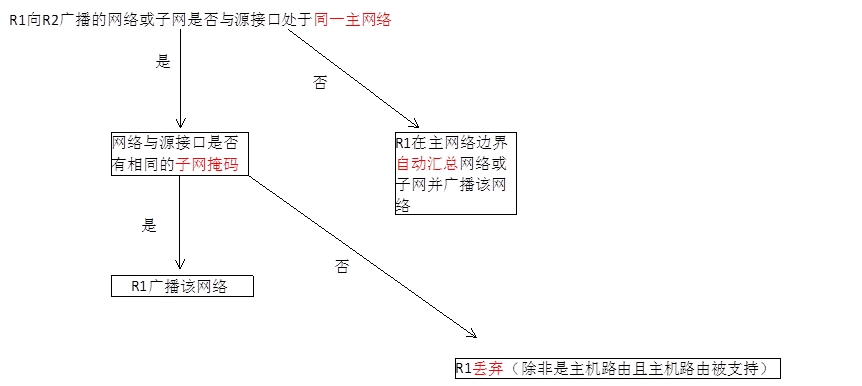 R1向R2广播的网络或子网是否与源接口处于同一主网络
是
否
网络与源接口是否
有相同的子网掩码
R1在主网络边界
自动汇总网络或
子网并广播该网
络
是
否
R1广播该网络
R1丢弃（除非是主机路由且主机路由被支持）